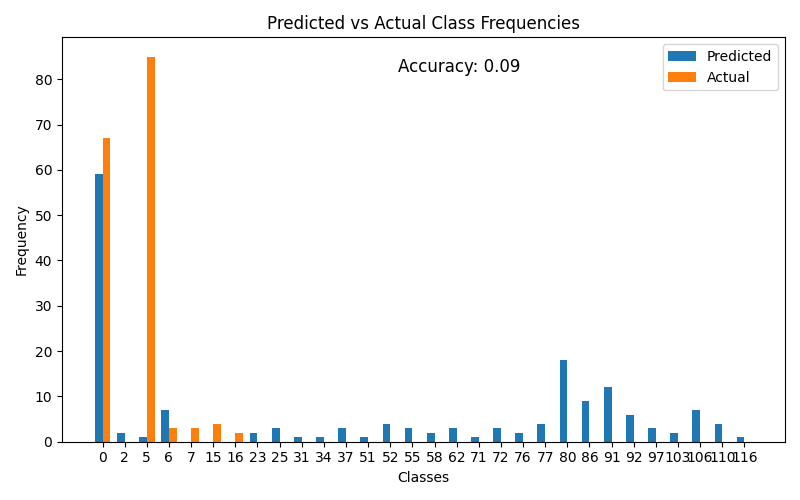 Predicted vs Actual Class Frequencies
Accuracy: 0.09
Predicted
Actual
Frequency
80
70
60
50
40
30
20
10
0
0 2 5 6 7 15 16 23 25 31 34 37 51 52 55 58 62 71 72 76 77 80 86 91 92 97 103 106 110 116
Classes